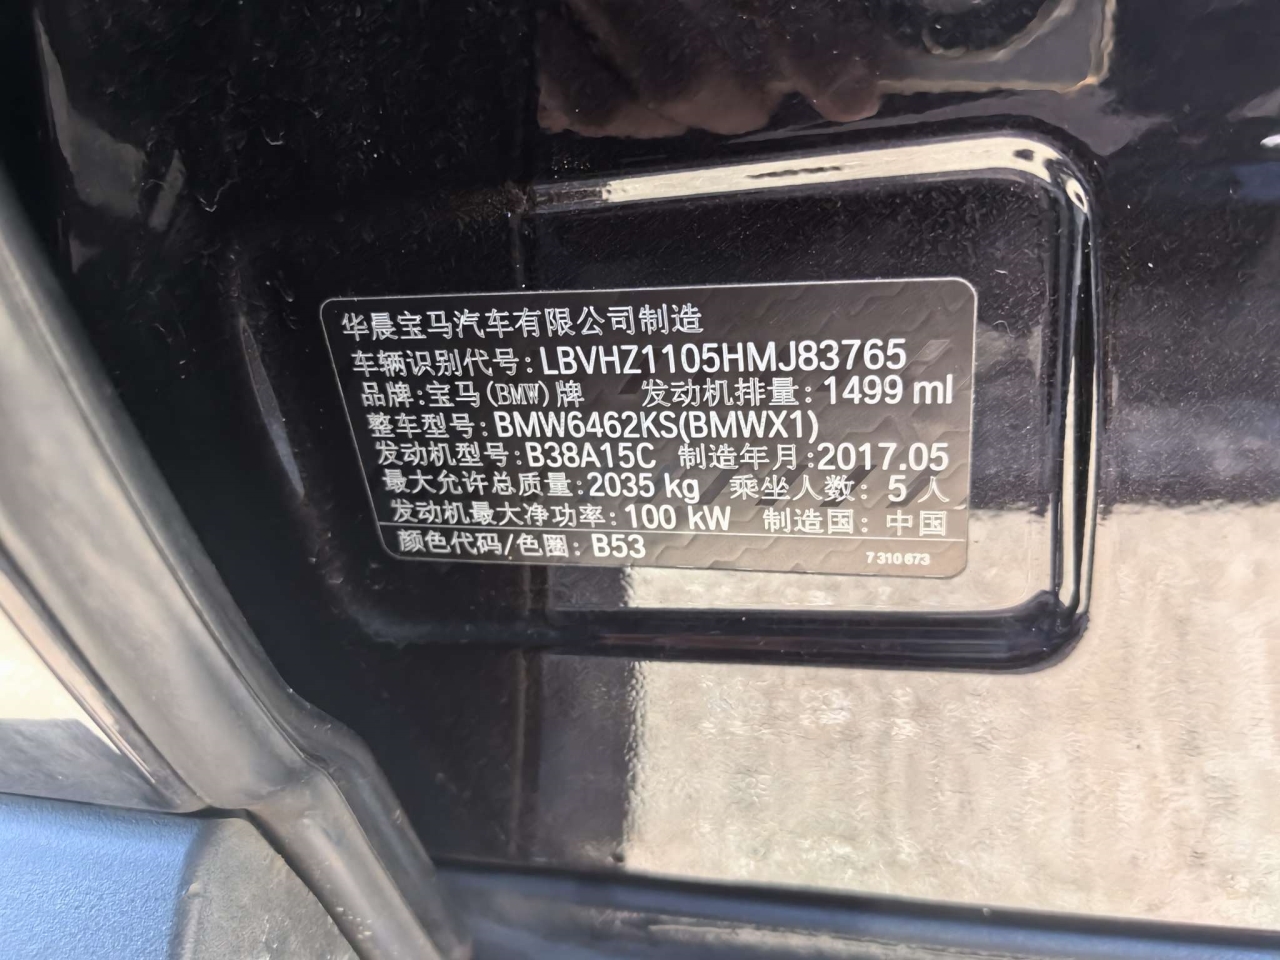 华晨宝马汽车有限公司制造
车辆识别代号: LBVHZ1105HMJ83765
品牌:宝马(BMW)牌 发动机排量: 1499 ml
整车型号: BMW6462KS(BMWX1)
发动机型号: B38A15C 制造年月:2017.05
最大允许总质量:2035 kg 乘坐人数: 5人
发动机最大净功率: 100 kW 制造国: 中国
颜色代码/色圈: B53
7 310 673